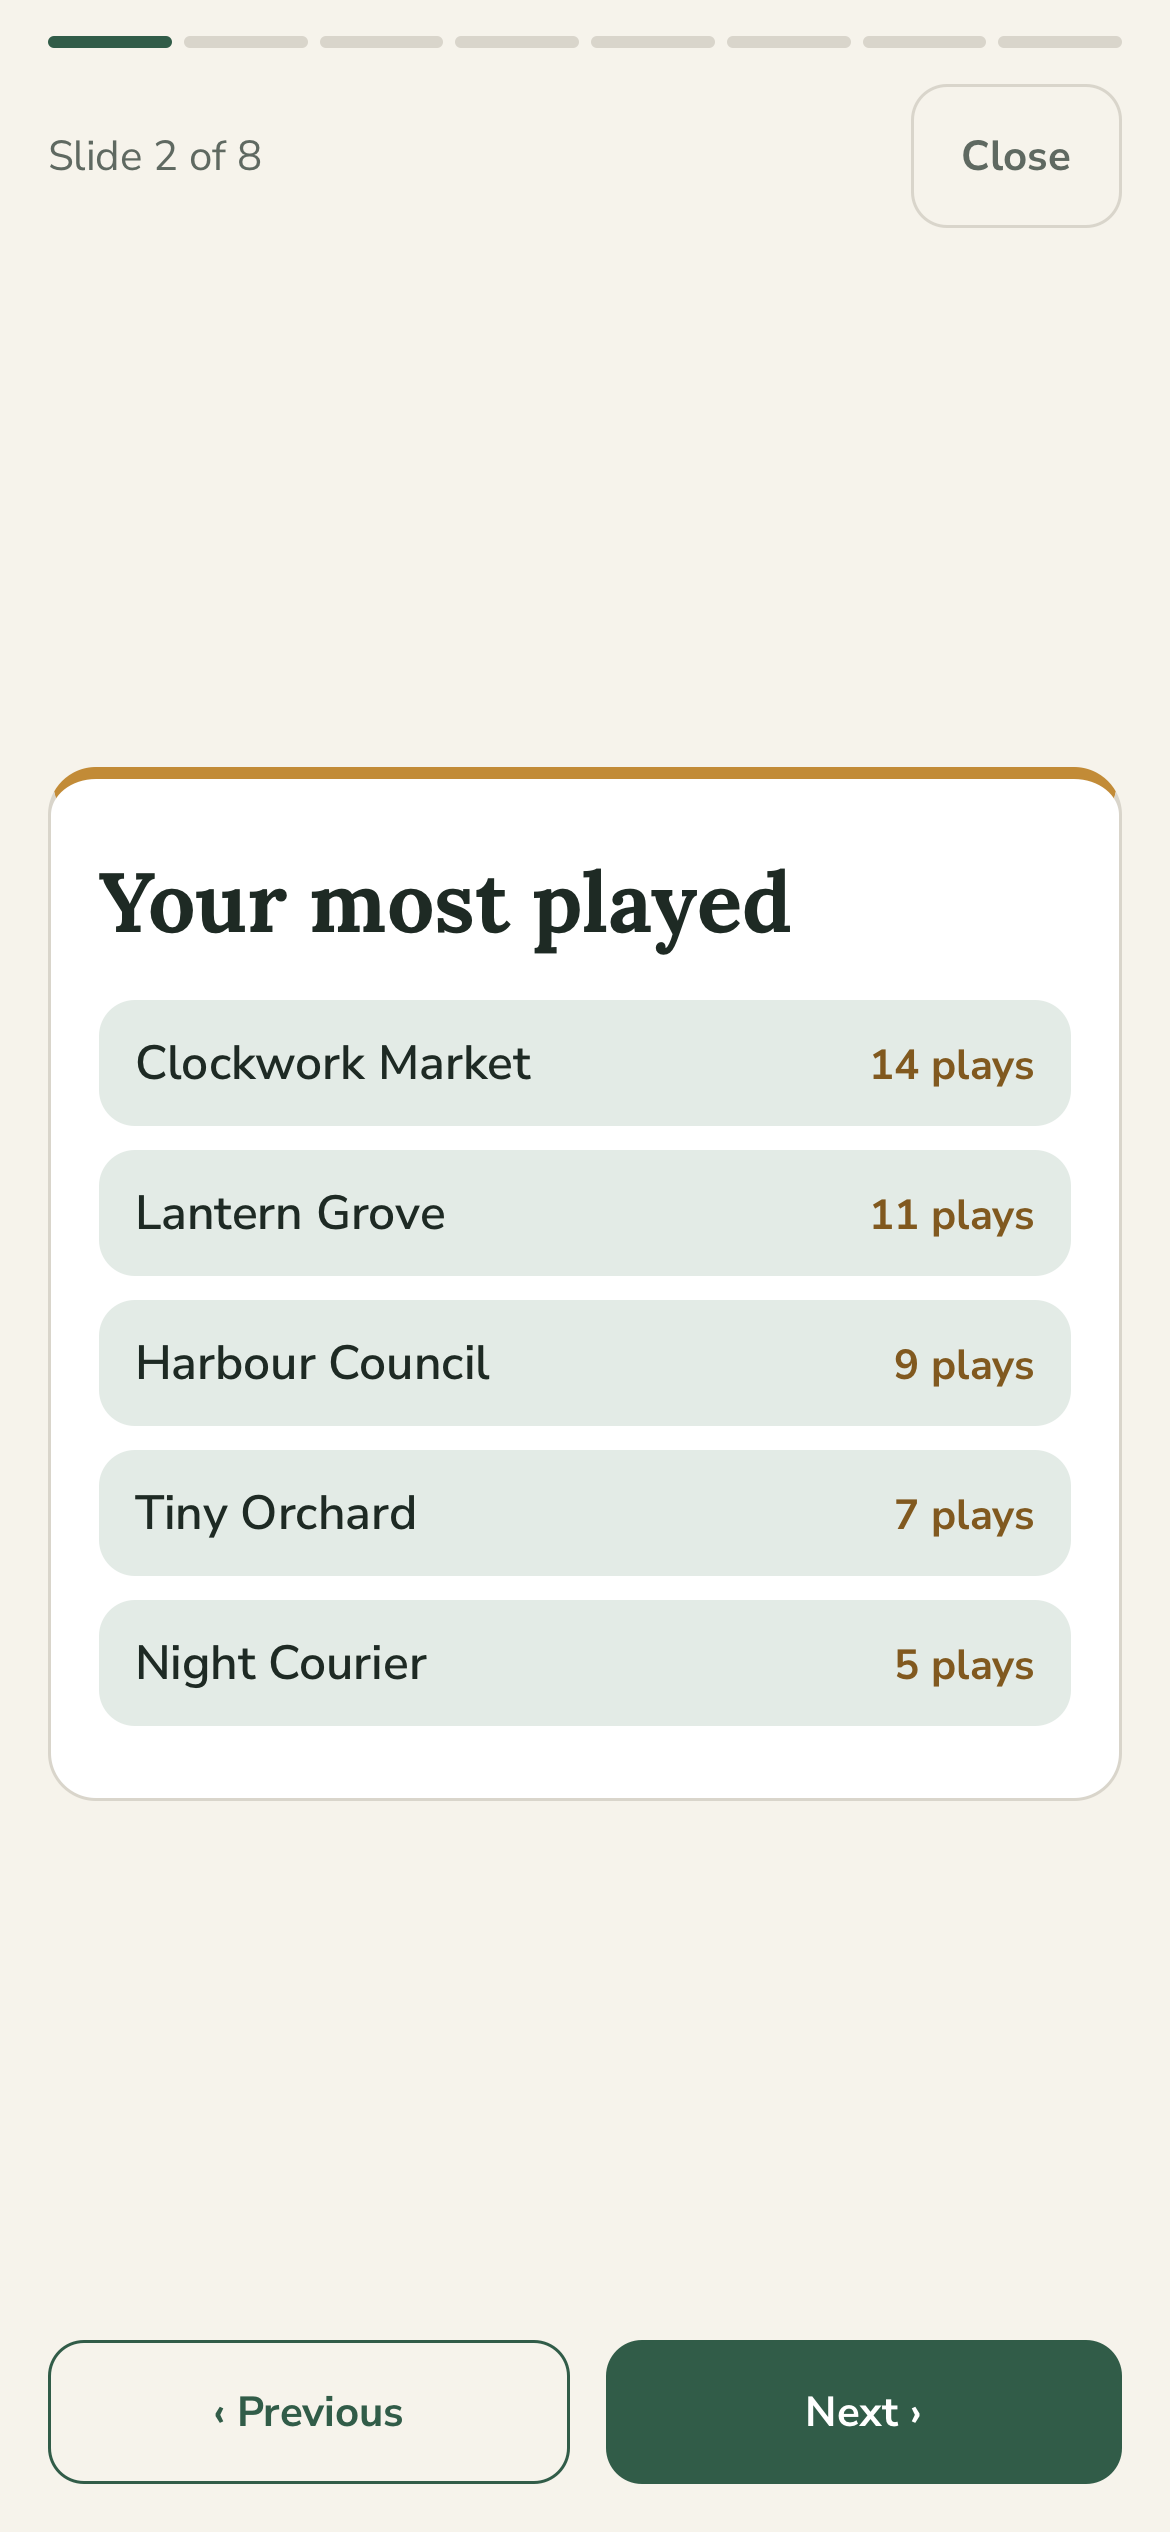 Slide 2 of 8
Close
Your most played
Clockwork Market 14 plays
Lantern Grove 11 plays
Harbour Council 9 plays
Tiny Orchard 7 plays
Night Courier 5 plays
‹ Previous
Next ›